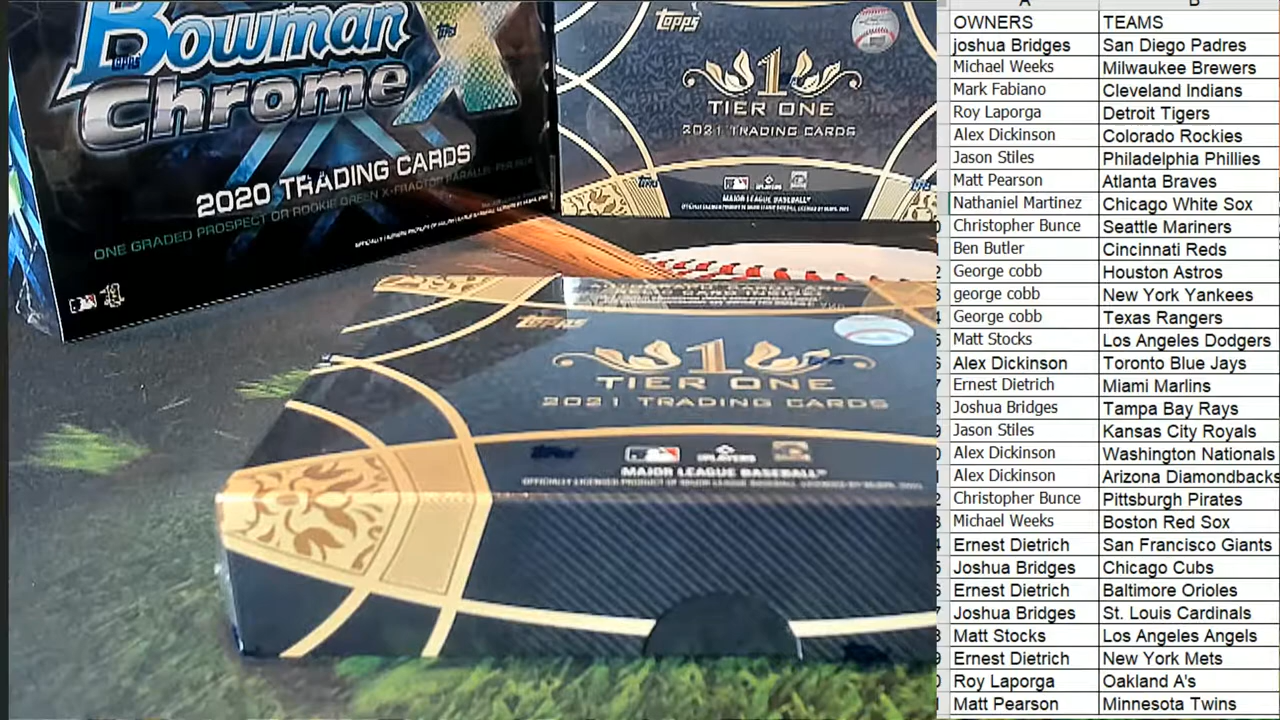 Bowman
Chrome X
2020 TRADING CARDS
ONE GRADED PROSPECT OR ROOKIE GREEN X-FRACTOR PARALLEL PER BOX
Topps
1
TIER ONE
2021 TRADING CARDS
MAJOR LEAGUE BASEBALL
Topps
1
TIER ONE
2021 TRADING CARDS
PLAYERS
MAJOR LEAGUE BASEBALL
A B
OWNERS TEAMS
joshua Bridges San Diego Padres
Michael Weeks Milwaukee Brewers
Mark Fabiano Cleveland Indians
Roy Laporga Detroit Tigers
Alex Dickinson Colorado Rockies
Jason Stiles Philadelphia Phillies
Matt Pearson Atlanta Braves
Nathaniel Martinez Chicago White Sox
Christopher Bunce Seattle Mariners
Ben Butler Cincinnati Reds
George cobb Houston Astros
george cobb New York Yankees
George cobb Texas Rangers
Matt Stocks Los Angeles Dodgers
Alex Dickinson Toronto Blue Jays
Ernest Dietrich Miami Marlins
Joshua Bridges Tampa Bay Rays
Jason Stiles Kansas City Royals
Alex Dickinson Washington Nationals
Alex Dickinson Arizona Diamondbacks
Christopher Bunce Pittsburgh Pirates
Michael Weeks Boston Red Sox
Ernest Dietrich San Francisco Giants
Joshua Bridges Chicago Cubs
Ernest Dietrich Baltimore Orioles
Joshua Bridges St. Louis Cardinals
Matt Stocks Los Angeles Angels
Ernest Dietrich New York Mets
Roy Laporga Oakland A's
Matt Pearson Minnesota Twins